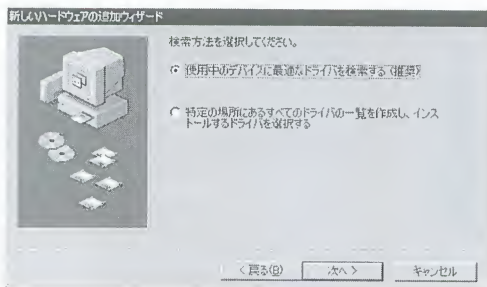 新しいハードウェアの追加ウィザード
検索方法を選択してください。
使用中のデバイスに最適なドライバを検索する（推奨）
特定の場所にあるすべてのドライバの一覧を作成し、インス
トールするドライバを選択する
< 戻る(B)
次へ >
キャンセル